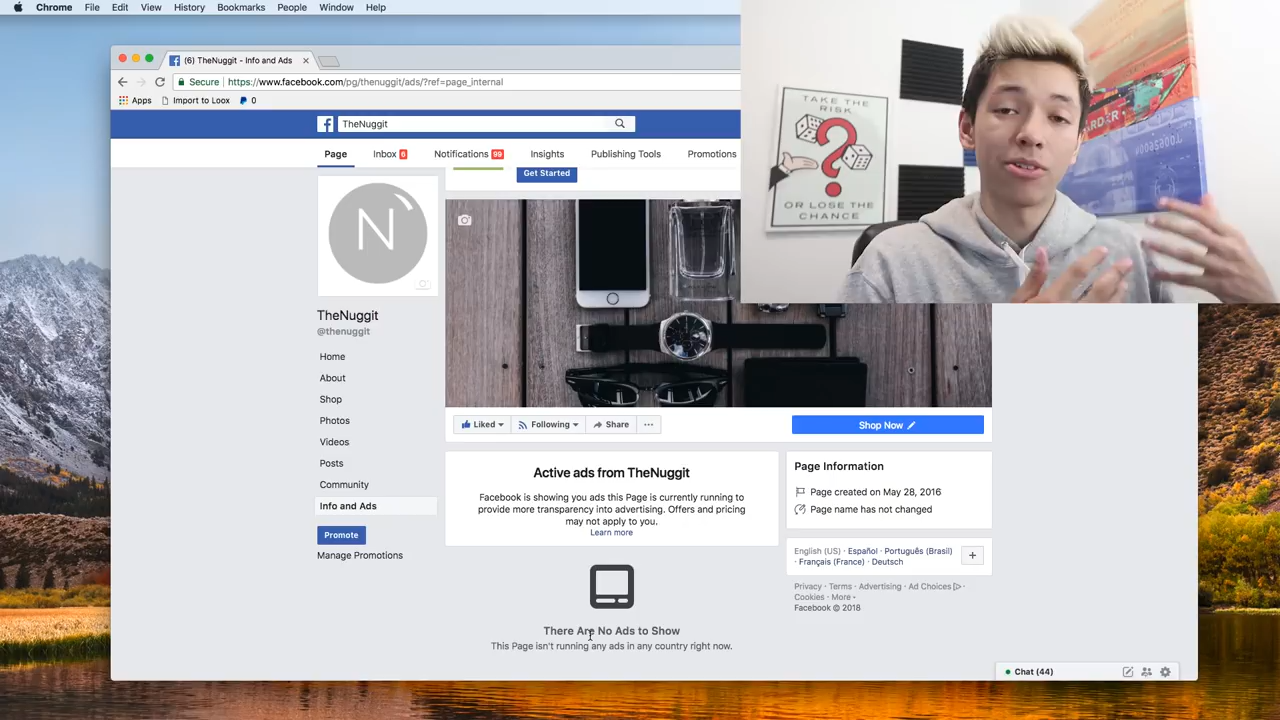 Chrome File Edit View History Bookmarks People Window Help
(6) TheNuggit - Info and Ads
Secure https://www.facebook.com/pg/thenuggit/ads/?ref=page_internal
Apps Import to Loox 0
TheNuggit
Page Inbox 6 Notifications 99 Insights Publishing Tools Promotions
Get Started
N
TheNuggit
@thenuggit
Home
About
Shop
Photos
Videos
Posts
Community
Info and Ads
Promote
Manage Promotions
Liked Following Share ···
Shop Now
Active ads from TheNuggit
Facebook is showing you ads this Page is currently running to
provide more transparency into advertising. Offers and pricing
may not apply to you.
Learn more
There Are No Ads to Show
This Page isn't running any ads in any country right now.
Page Information
Page created on May 28, 2016
Page name has not changed
English (US) · Español · Português (Brasil)
· Français (France) · Deutsch
Privacy · Terms · Advertising · Ad Choices ·
Cookies · More
Facebook © 2018
Chat (44)
TAKE THE
RISK
?
OR LOSE THE
CHANCE